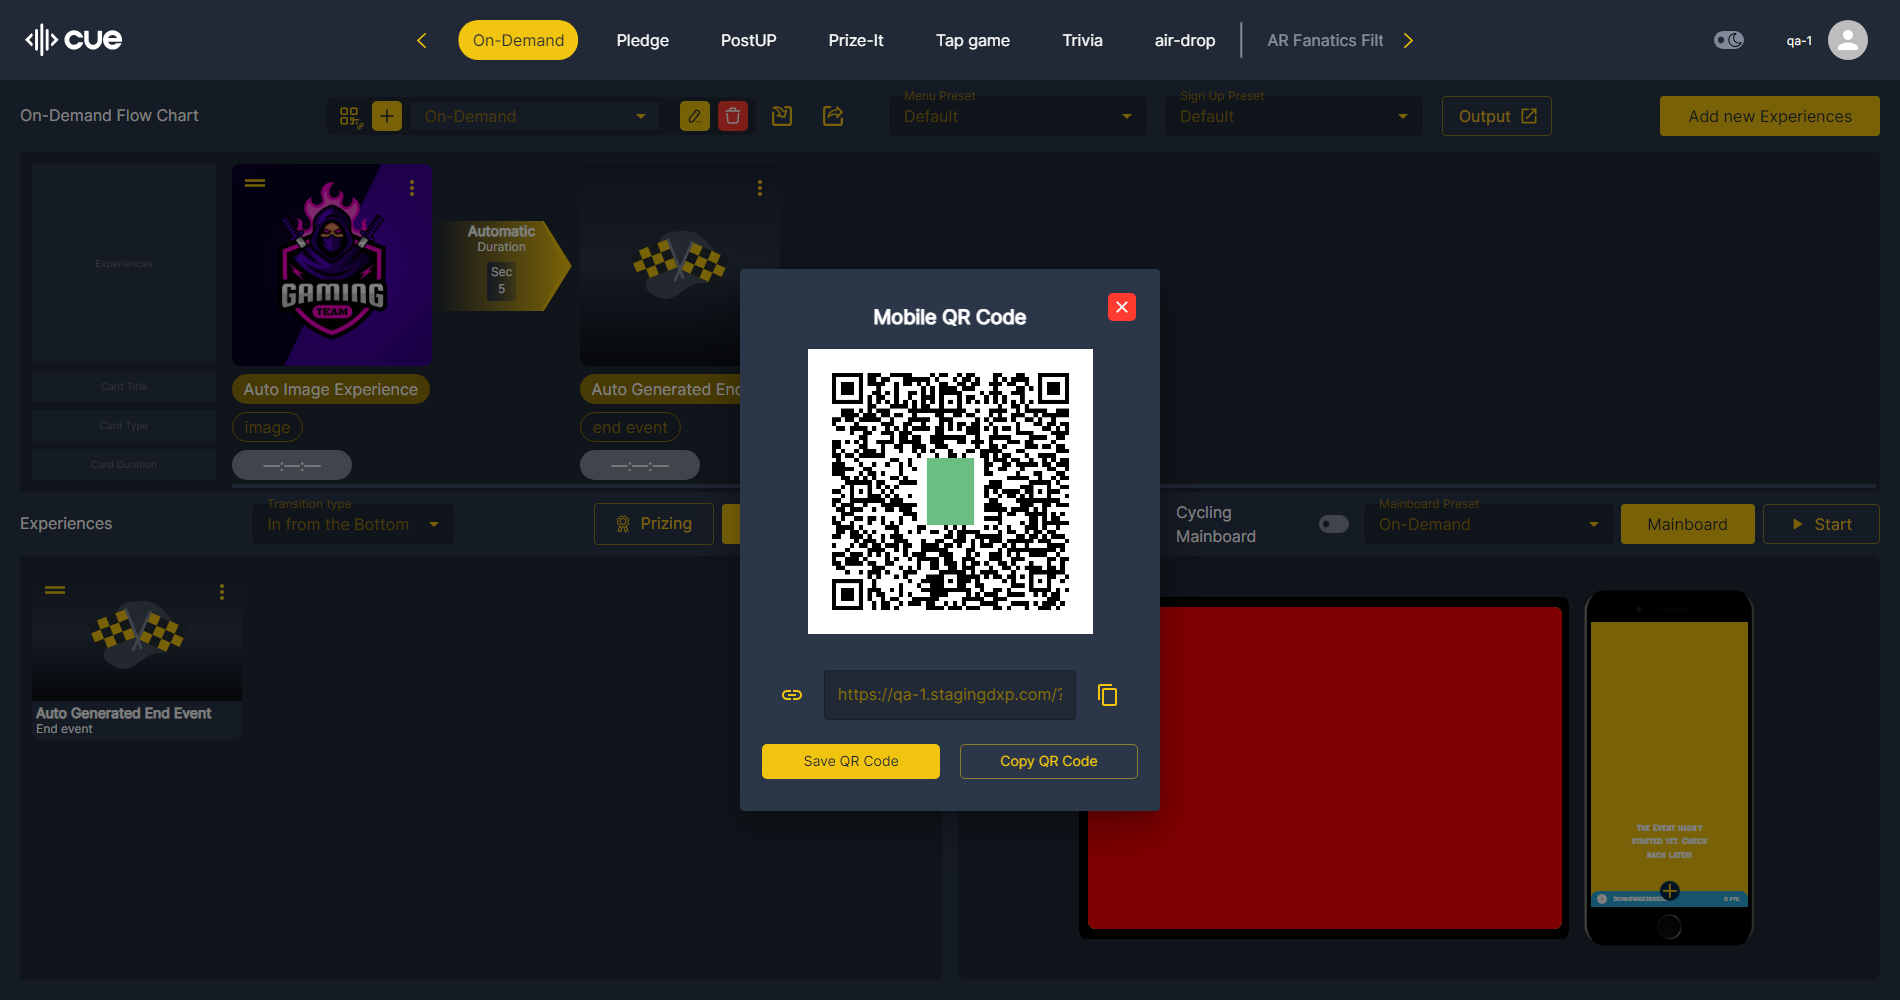 cue
On-Demand
Pledge
PostUP
Prize-It
Tap game
Trivia
air-drop
AR Fanatics Filt
qa-1
On-Demand Flow Chart
On-Demand
Menu Preset
Default
Sign Up Preset
Default
Output
Add new Experiences
Experiences
GAMING
TEAM
Automatic
Duration
Sec
5
Card Title
Auto Image Experience
Auto Generated End
Card Type
image
end event
Card Duration
—:—:—
—:—:—
Mobile QR Code
https://qa-1.stagingdxp.com/?
Save QR Code
Copy QR Code
Experiences
Transition type
In from the Bottom
Prizing
Cycling
Mainboard
Mainboard Preset
On-Demand
Mainboard
Start
Auto Generated End Event
End event
The Event hasn't
started yet. Check
back later!
0 pts.